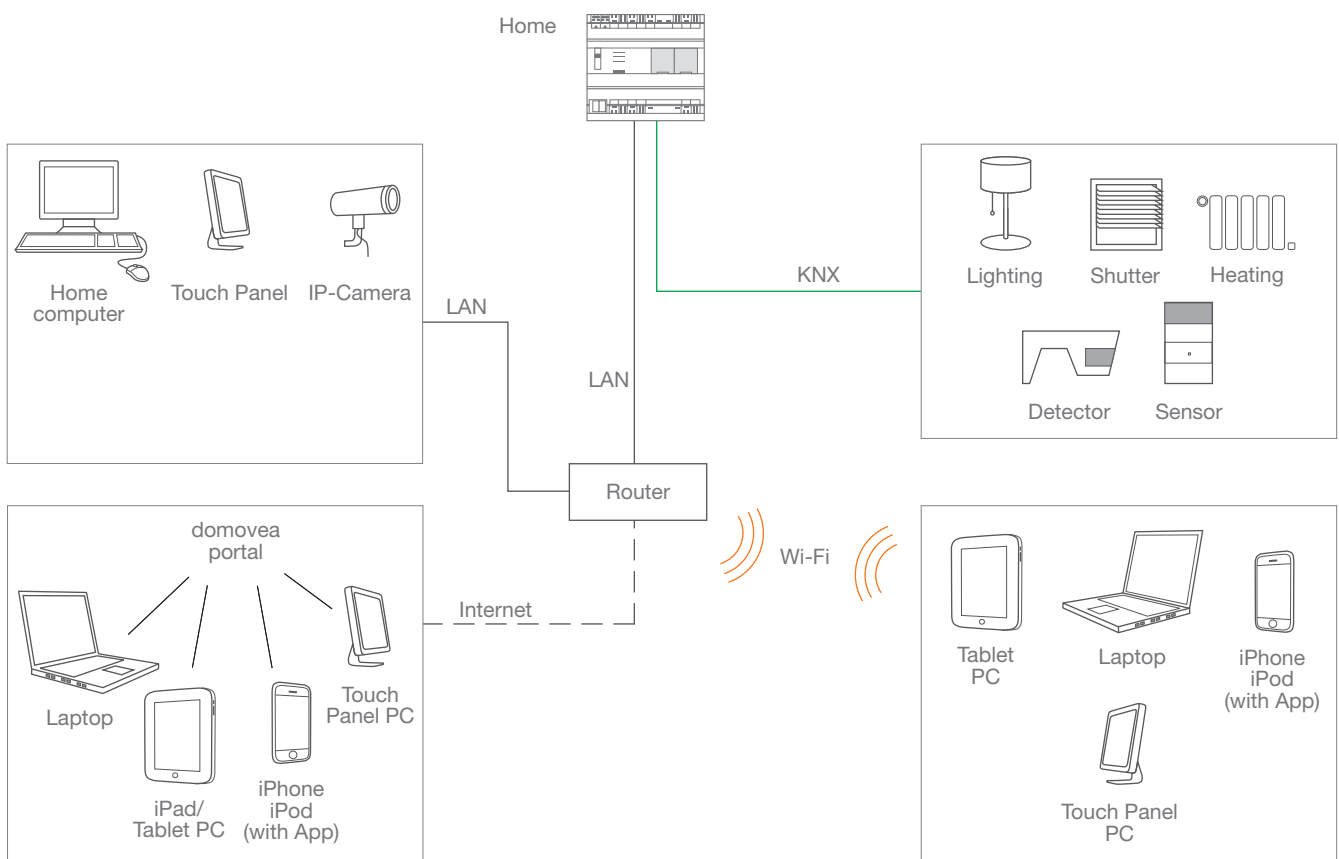 Home
Home
computer
Touch Panel
IP-Camera
LAN
KNX
Lighting
Shutter
Heating
Detector
Sensor
LAN
Router
Wi-Fi
domovea
portal
Internet
Laptop
iPad/
Tablet PC
iPhone
iPod
(with App)
Touch
Panel PC
Tablet
PC
Laptop
iPhone
iPod
(with App)
Touch Panel
PC